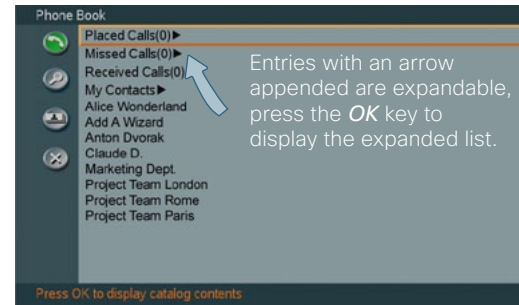 Phone Book
Placed Calls(0)▶
Missed Calls(0)▶
Received Calls(0)
My Contacts▶
Alice Wonderland
Add A Wizard
Anton Dvorak
Claude D.
Marketing Dept.
Project Team London
Project Team Rome
Project Team Paris
Entries with an arrow
appended are expandable,
press the OK key to
display the expanded list.
Press OK to display catalog contents